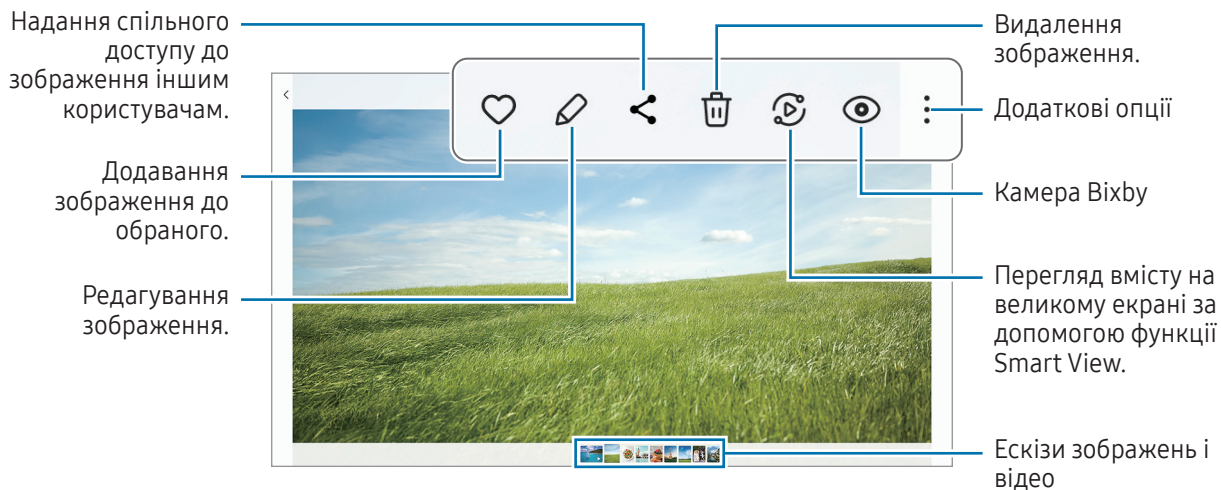 Надання спільного
доступу до
зображення іншим
користувачам.
Додавання
зображення до
обраного.
Редагування
зображення.
Видалення
зображення.
Додаткові опції
Камера Bixby
Перегляд вмісту на
великому екрані за
допомогою функції
Smart View.
Ескізи зображень і
відео